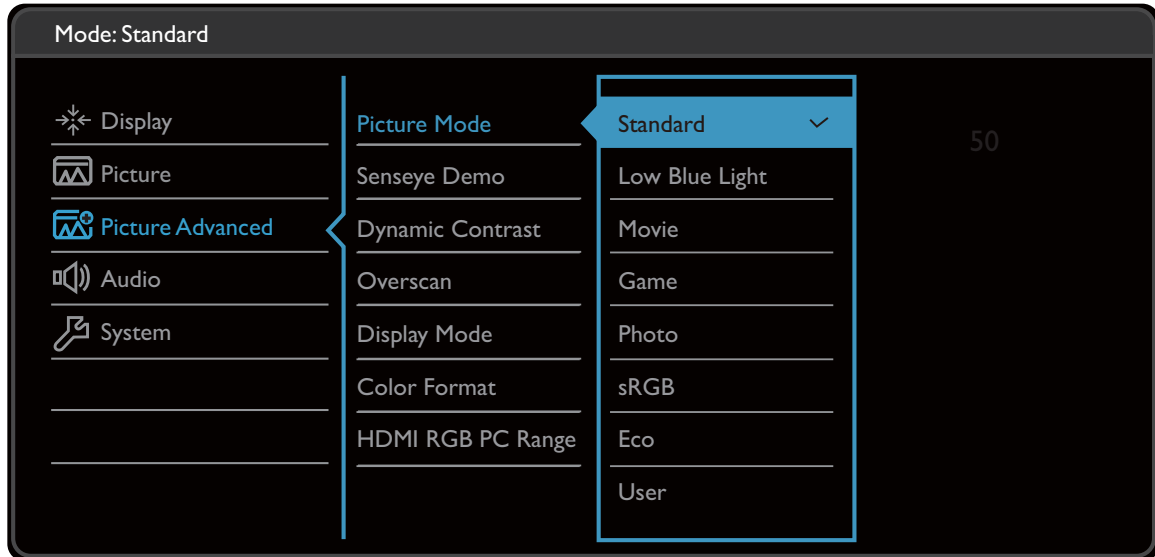 Mode: Standard
Display
Picture
Picture Advanced
Audio
System
Picture Mode
Senseye Demo
Dynamic Contrast
Overscan
Display Mode
Color Format
HDMI RGB PC Range
Standard
Low Blue Light
Movie
Game
Photo
sRGB
Eco
User
50